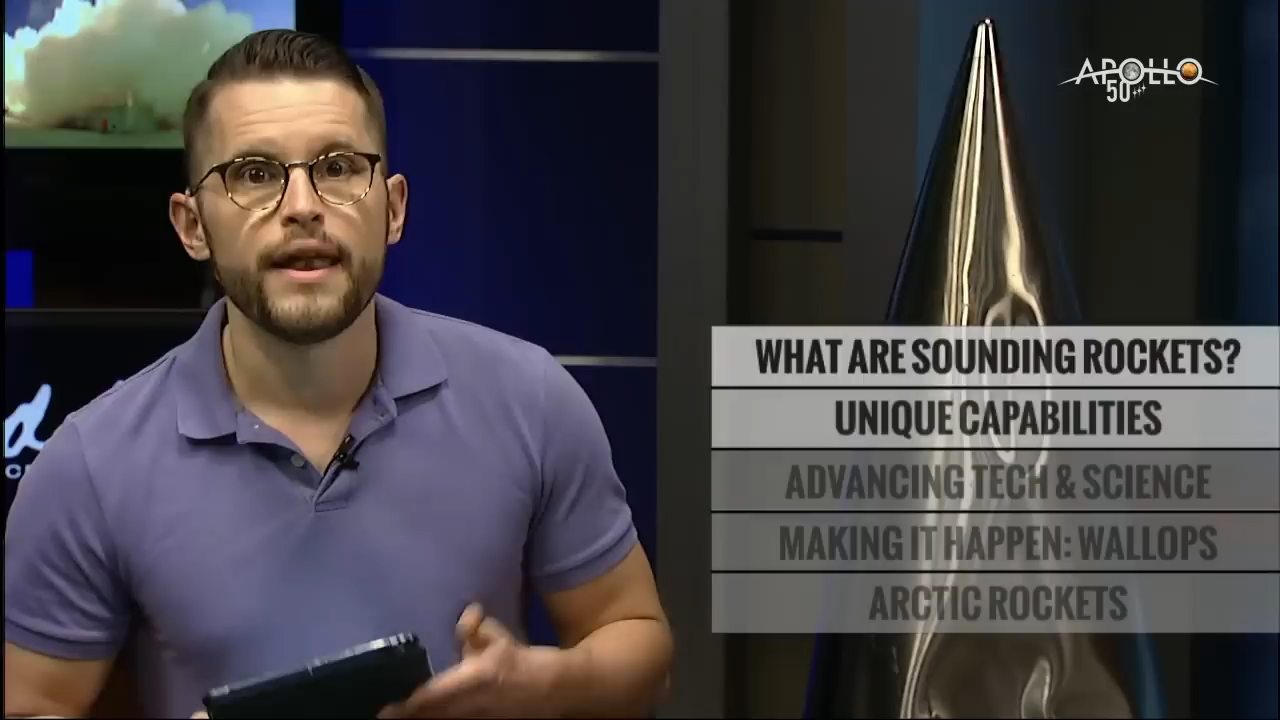 APOLLO
50
WHAT ARE SOUNDING ROCKETS?
UNIQUE CAPABILITIES
ADVANCING TECH & SCIENCE
MAKING IT HAPPEN: WALLOPS
ARCTIC ROCKETS